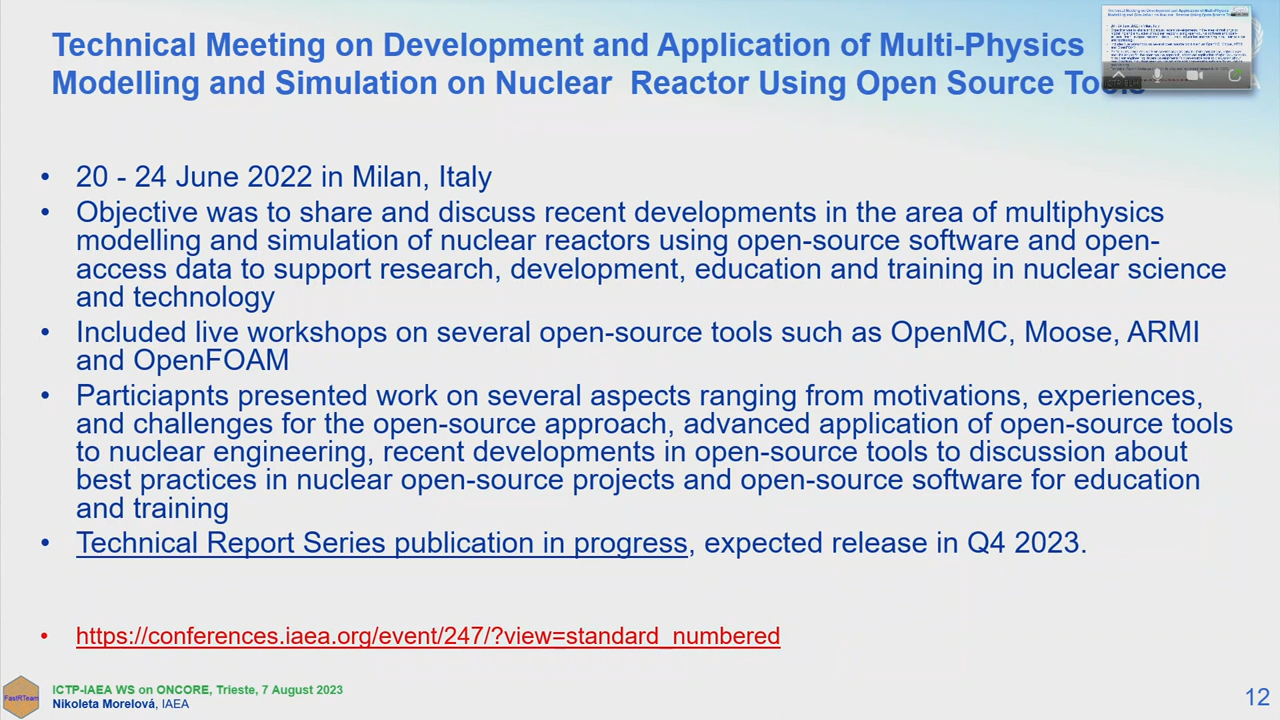 Technical Meeting on Development and Application of Multi-Physics
Modelling and Simulation on Nuclear Reactor Using Open Source Tools
• 20 - 24 June 2022 in Milan, Italy
• Objective was to share and discuss recent developments in the area of multiphysics
modelling and simulation of nuclear reactors using open-source software and open-
access data to support research, development, education and training in nuclear science
and technology
• Included live workshops on several open-source tools such as OpenMC, Moose, ARMI
and OpenFOAM
• Particiapnts presented work on several aspects ranging from motivations, experiences,
and challenges for the open-source approach, advanced application of open-source tools
to nuclear engineering, recent developments in open-source tools to discussion about
best practices in nuclear open-source projects and open-source software for education
and training
• Technical Report Series publication in progress, expected release in Q4 2023.
• https://conferences.iaea.org/event/247/?view=standard_numbered
FastRTeam
ICTP-IAEA WS on ONCORE, Trieste, 7 August 2023
Nikoleta Morelová, IAEA
12